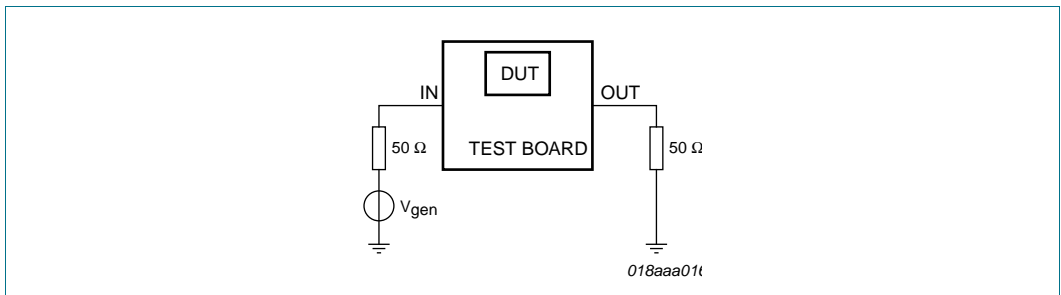 DUT
IN
OUT
50 Ω
TEST BOARD
50 Ω
Vgen